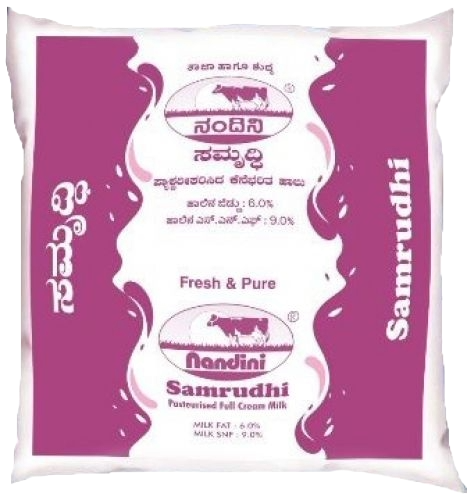 ತಾಜಾ ಹಾಗೂ ಶುದ್ಧ
ನಂದಿನಿ
®
ಸಮೃದ್ಧಿ
ಪ್ಯಾಶ್ಚರೀಕರಿಸಿದ ಕೆನೆಭರಿತ ಹಾಲು
ಹಾಲಿನ ಜಿಡ್ಡು : 6.0%
ಹಾಲಿನ ಎಸ್.ಎನ್.ಎಫ್ : 9.0%
ಸಮೃದ್ಧಿ
Samrudhi
Fresh & Pure
®
Nandini
Samrudhi
Pasteurised Full Cream Milk
MILK FAT - 6.0%
MILK SNF : 9.0%